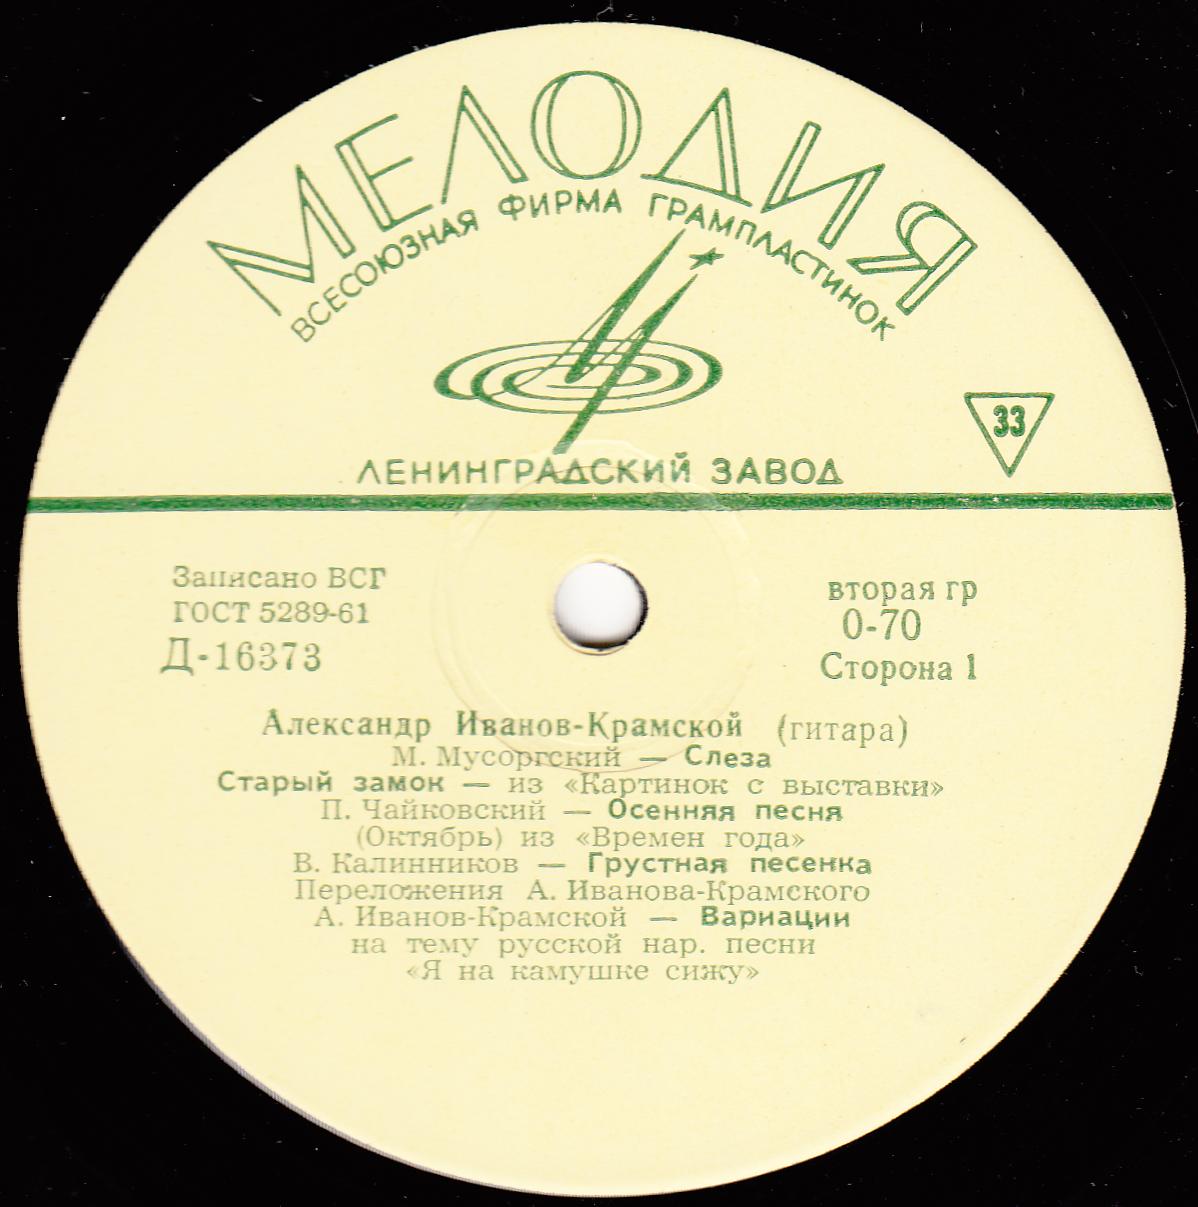 МЕЛОДИЯ
ВСЕСОЮЗНАЯ ФИРМА ГРАМПЛАСТИНОК
33
ЛЕНИНГРАДСКИЙ ЗАВОД
Записано ВСГ
ГОСТ 5289-61
Д-16373
вторая гр
0-70
Сторона 1
Александр Иванов-Крамской (гитара)
М. Мусоргский — Слеза
Старый замок — из «Картинок с выставки»
П. Чайковский — Осенняя песня
(Октябрь) из «Времен года»
В. Калинников — Грустная песенка
Переложения А. Иванова-Крамского
А. Иванов-Крамской — Вариации
на тему русской нар. песни
«Я на камушке сижу»